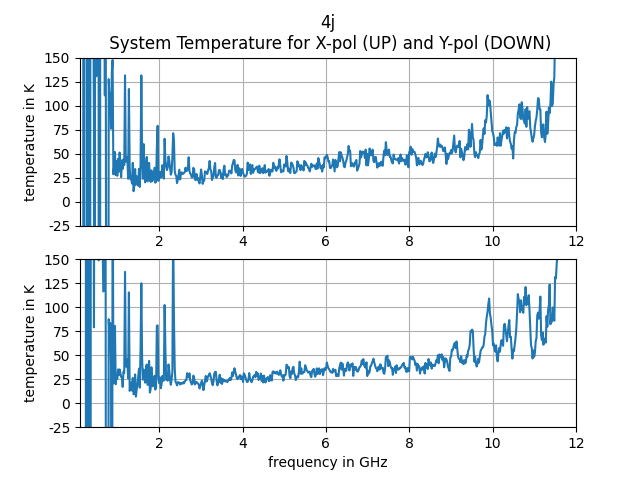 4j
System Temperature for X-pol (UP) and Y-pol (DOWN)
temperature in K
150
125
100
75
50
25
0
-25
2 4 6 8 10 12
temperature in K
150
125
100
75
50
25
0
-25
2 4 6 8 10 12
frequency in GHz